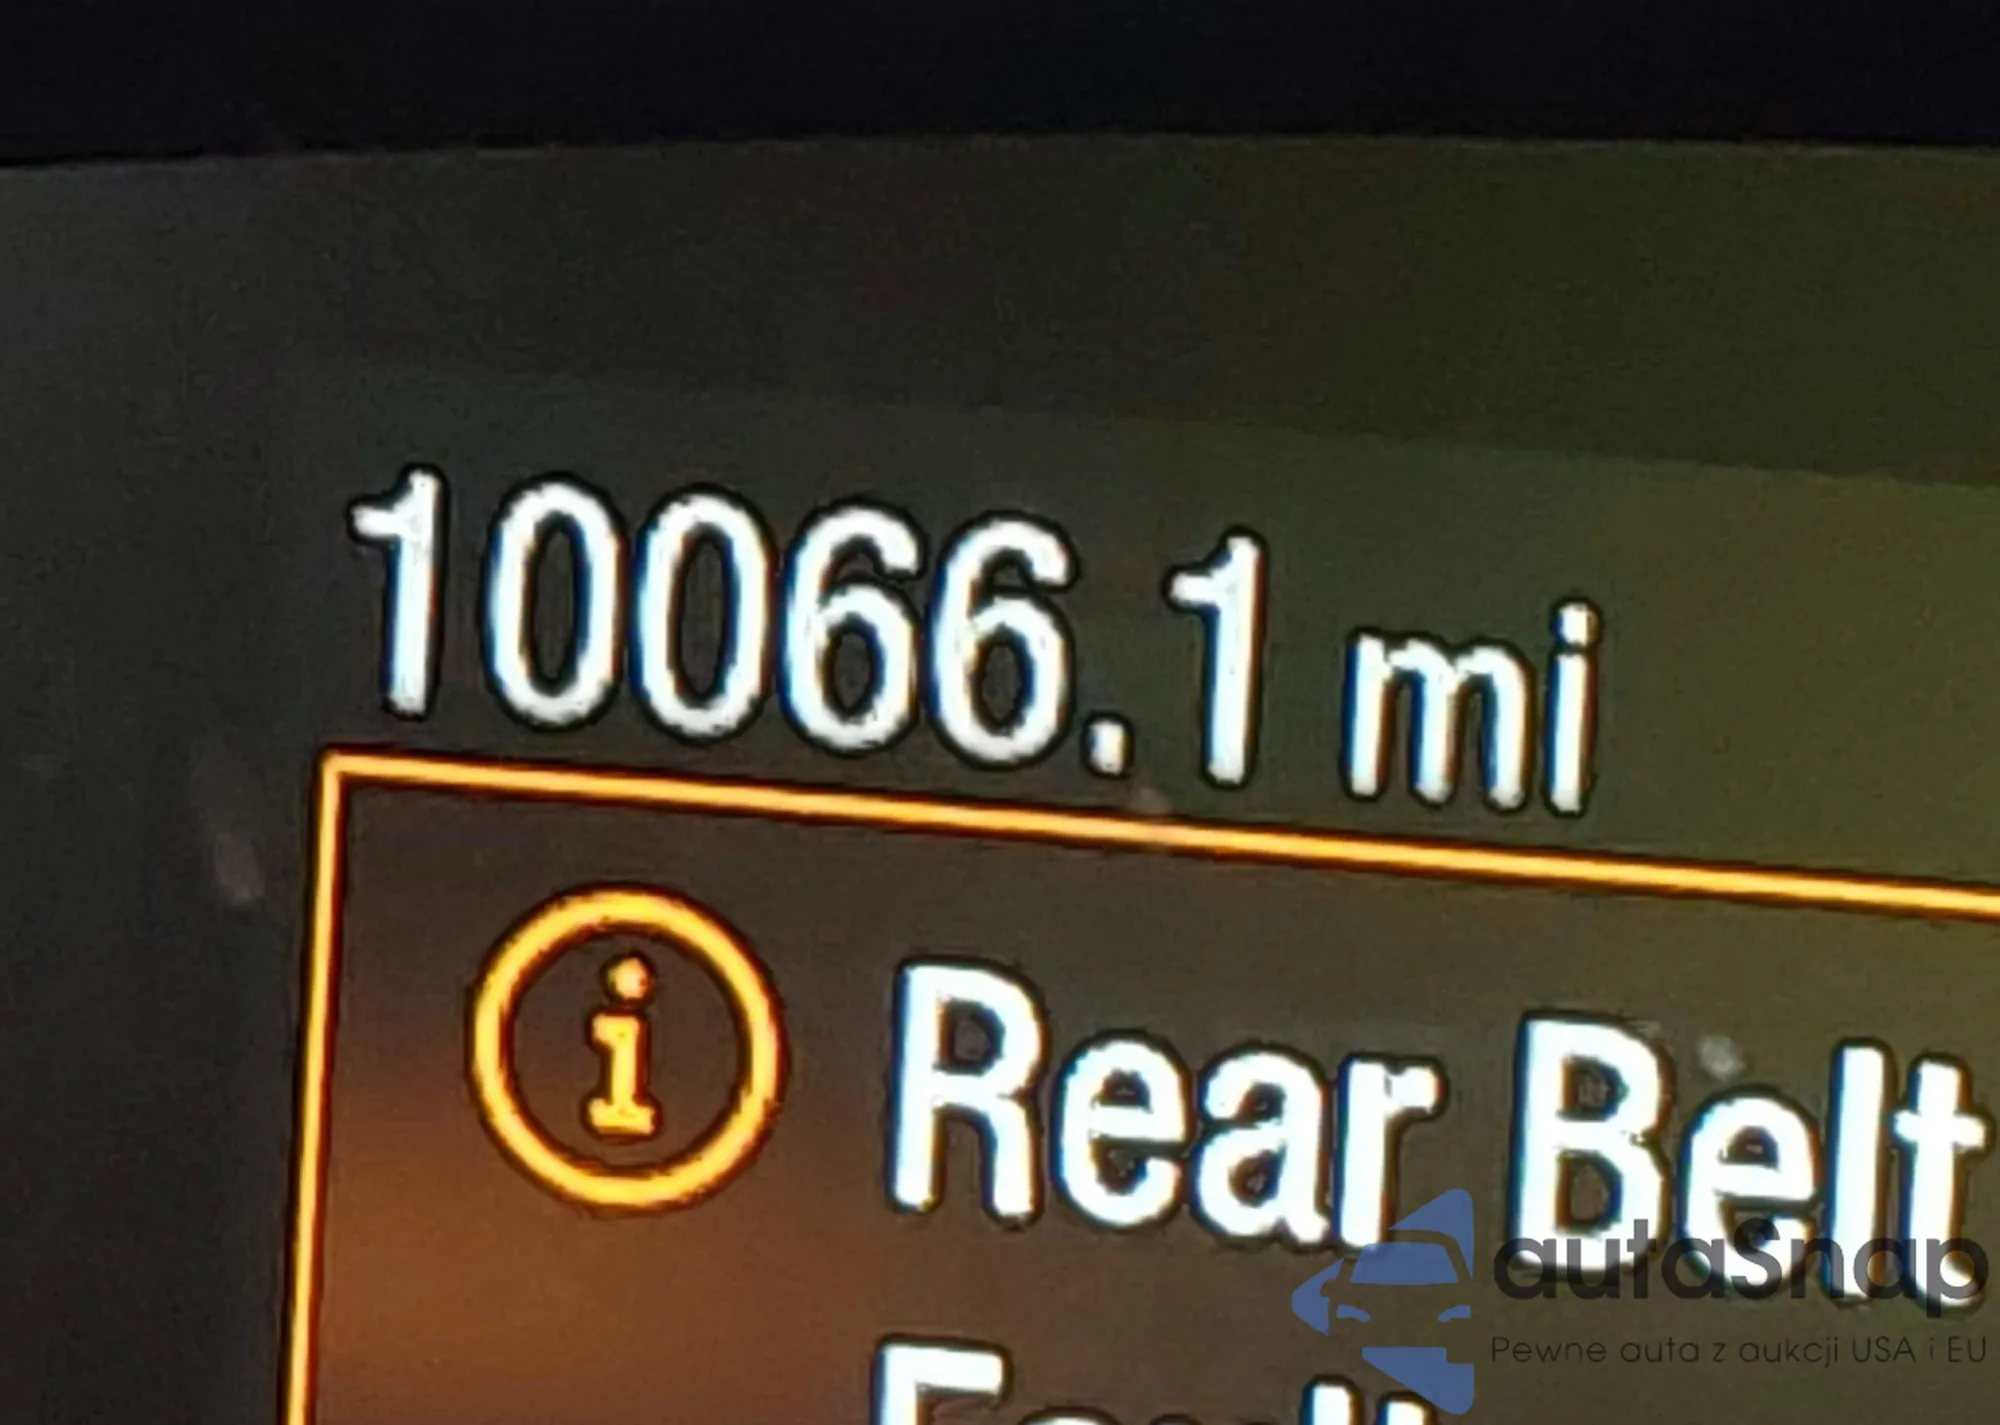 10066.1 mi
i
Rear Belt
autaSnap
Pewne auta z aukcji USA i EU